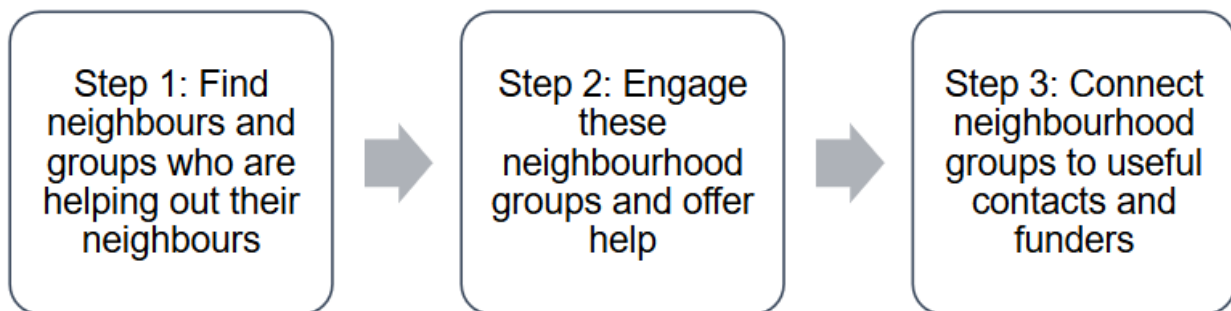 Step 1: Find
neighbours and
groups who are
helping out their
neighbours
Step 2: Engage
these
neighbourhood
groups and offer
help
Step 3: Connect
neighbourhood
groups to useful
contacts and
funders